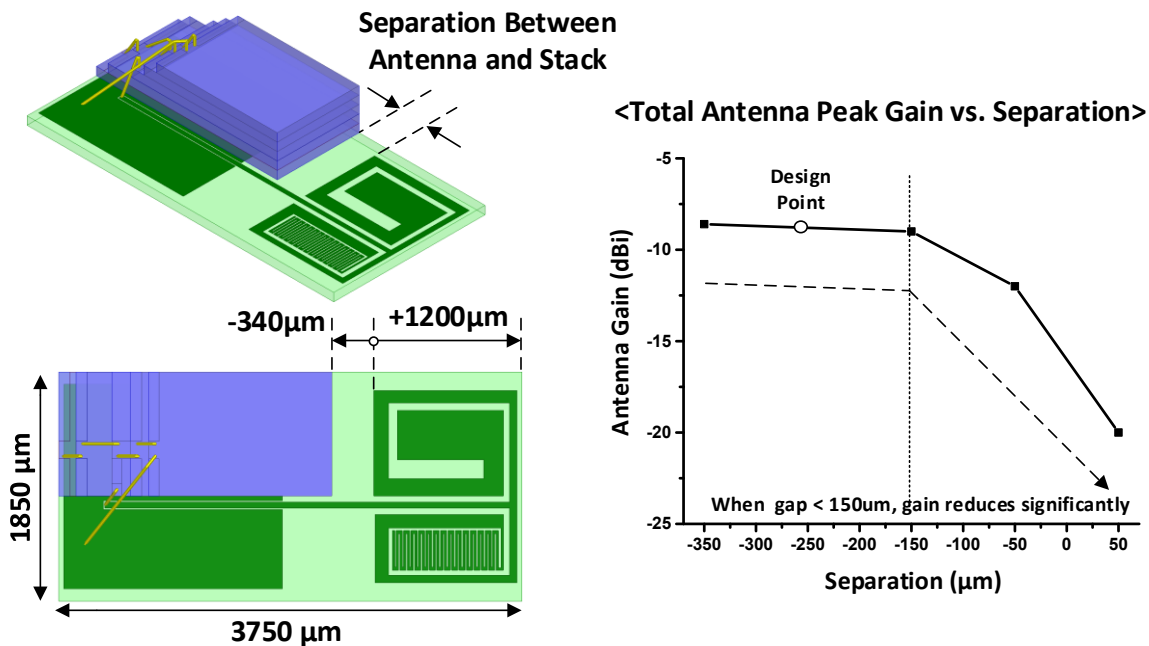 Separation Between
Antenna and Stack
-340µm
+1200µm
1850 µm
3750 µm
<Total Antenna Peak Gain vs. Separation>
Antenna Gain (dBi)
-5
-10
-15
-20
-25
Design
Point
When gap < 150um, gain reduces significantly
-350 -300 -250 -200 -150 -100 -50 0 50
Separation (µm)